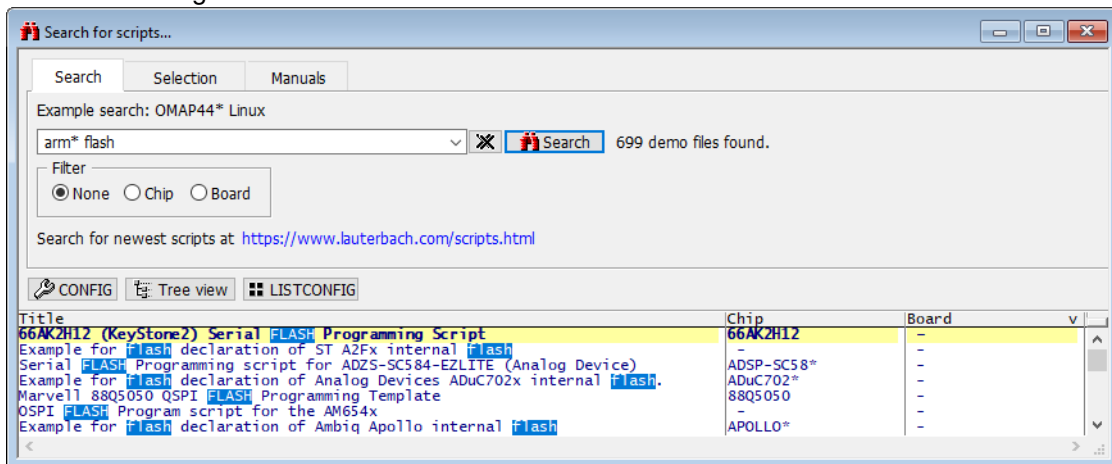 Search for scripts...
Search Selection Manuals
Example search: OMAP44* Linux
arm* flash Search 699 demo files found.
Filter
None Chip Board
Search for newest scripts at https://www.lauterbach.com/scripts.html
CONFIG Tree view LISTCONFIG
Title Chip Board v
66AK2H12 (KeyStone2) Serial FLASH Programming Script 66AK2H12 -
Example for flash declaration of ST A2Fx internal flash - -
Serial FLASH Programming script for ADZS-SC584-EZLITE (Analog Device) ADSP-SC58* -
Example for flash declaration of Analog Devices ADuC702x internal flash. ADuC702* -
Marvell 88Q5050 QSPI FLASH Programming Template 88Q5050 -
OSPI FLASH Program script for the AM654x - -
Example for flash declaration of Ambiq Apollo internal flash APOLLO* -